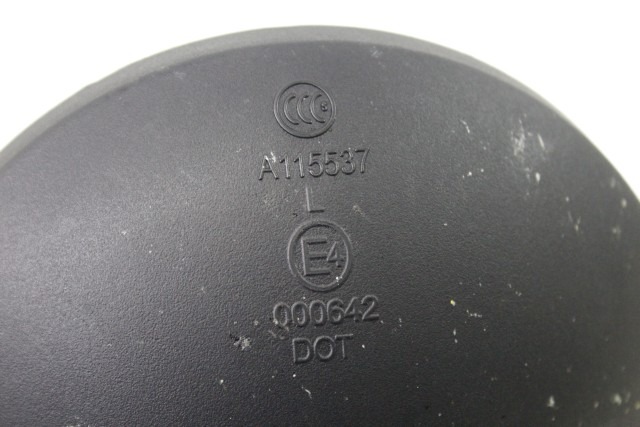 CCC S
A115537
L
E4
000642
DOT